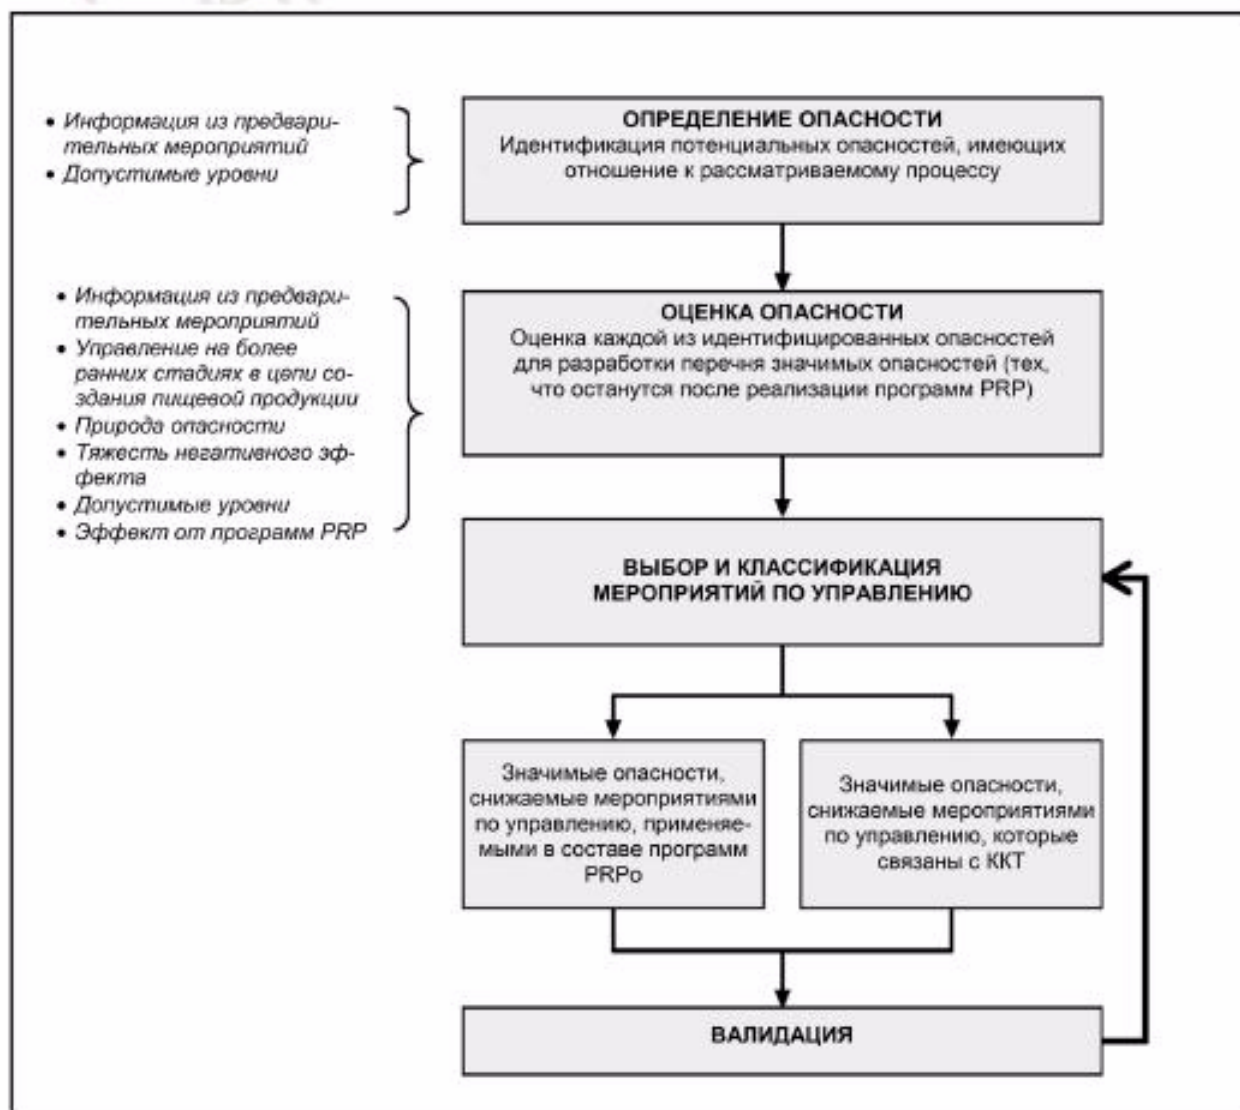 • Информация из предвари-
тельных мероприятий
• Допустимые уровни
ОПРЕДЕЛЕНИЕ ОПАСНОСТИ
Идентификация потенциальных опасностей, имеющих
отношение к рассматриваемому процессу
• Информация из предвари-
тельных мероприятий
• Управление на более
ранних стадиях в цепи со-
здания пищевой продукции
• Природа опасности
• Тяжесть негативного эф-
фекта
• Допустимые уровни
• Эффект от программ PRP
ОЦЕНКА ОПАСНОСТИ
Оценка каждой из идентифицированных опасностей
для разработки перечня значимых опасностей (тех,
что останутся после реализации программ PRP)
ВЫБОР И КЛАССИФИКАЦИЯ
МЕРОПРИЯТИЙ ПО УПРАВЛЕНИЮ
Значимые опасности,
снижаемые мероприятиями
по управлению, применяе-
мыми в составе программ
PRPo
Значимые опасности,
снижаемые мероприятиями
по управлению, которые
связаны с ККТ
ВАЛИДАЦИЯ